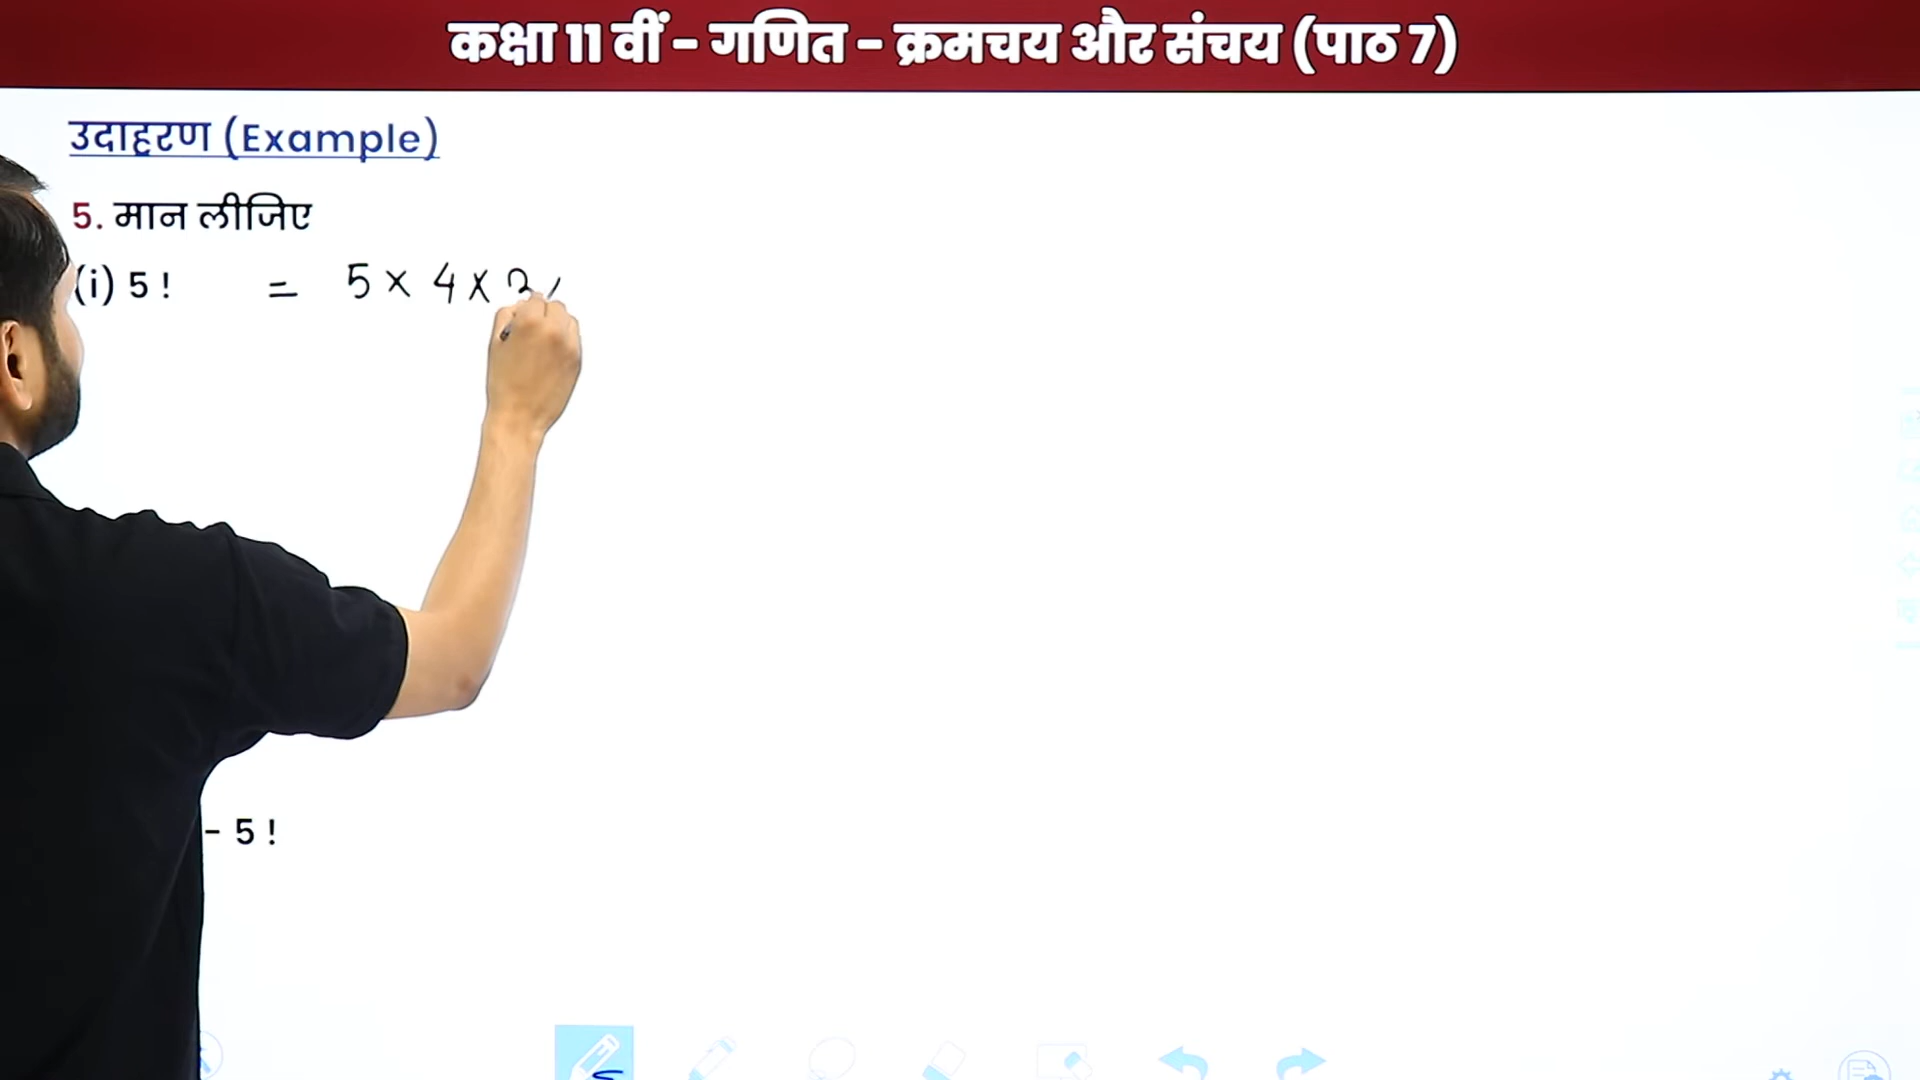 कक्षा 11 वीं - गणित - क्रमचय और संचय (पाठ 7)
उदाहरण (Example)
5. मान लीजिए
(i) 5 ! = 5 × 4 ×
- 5 !